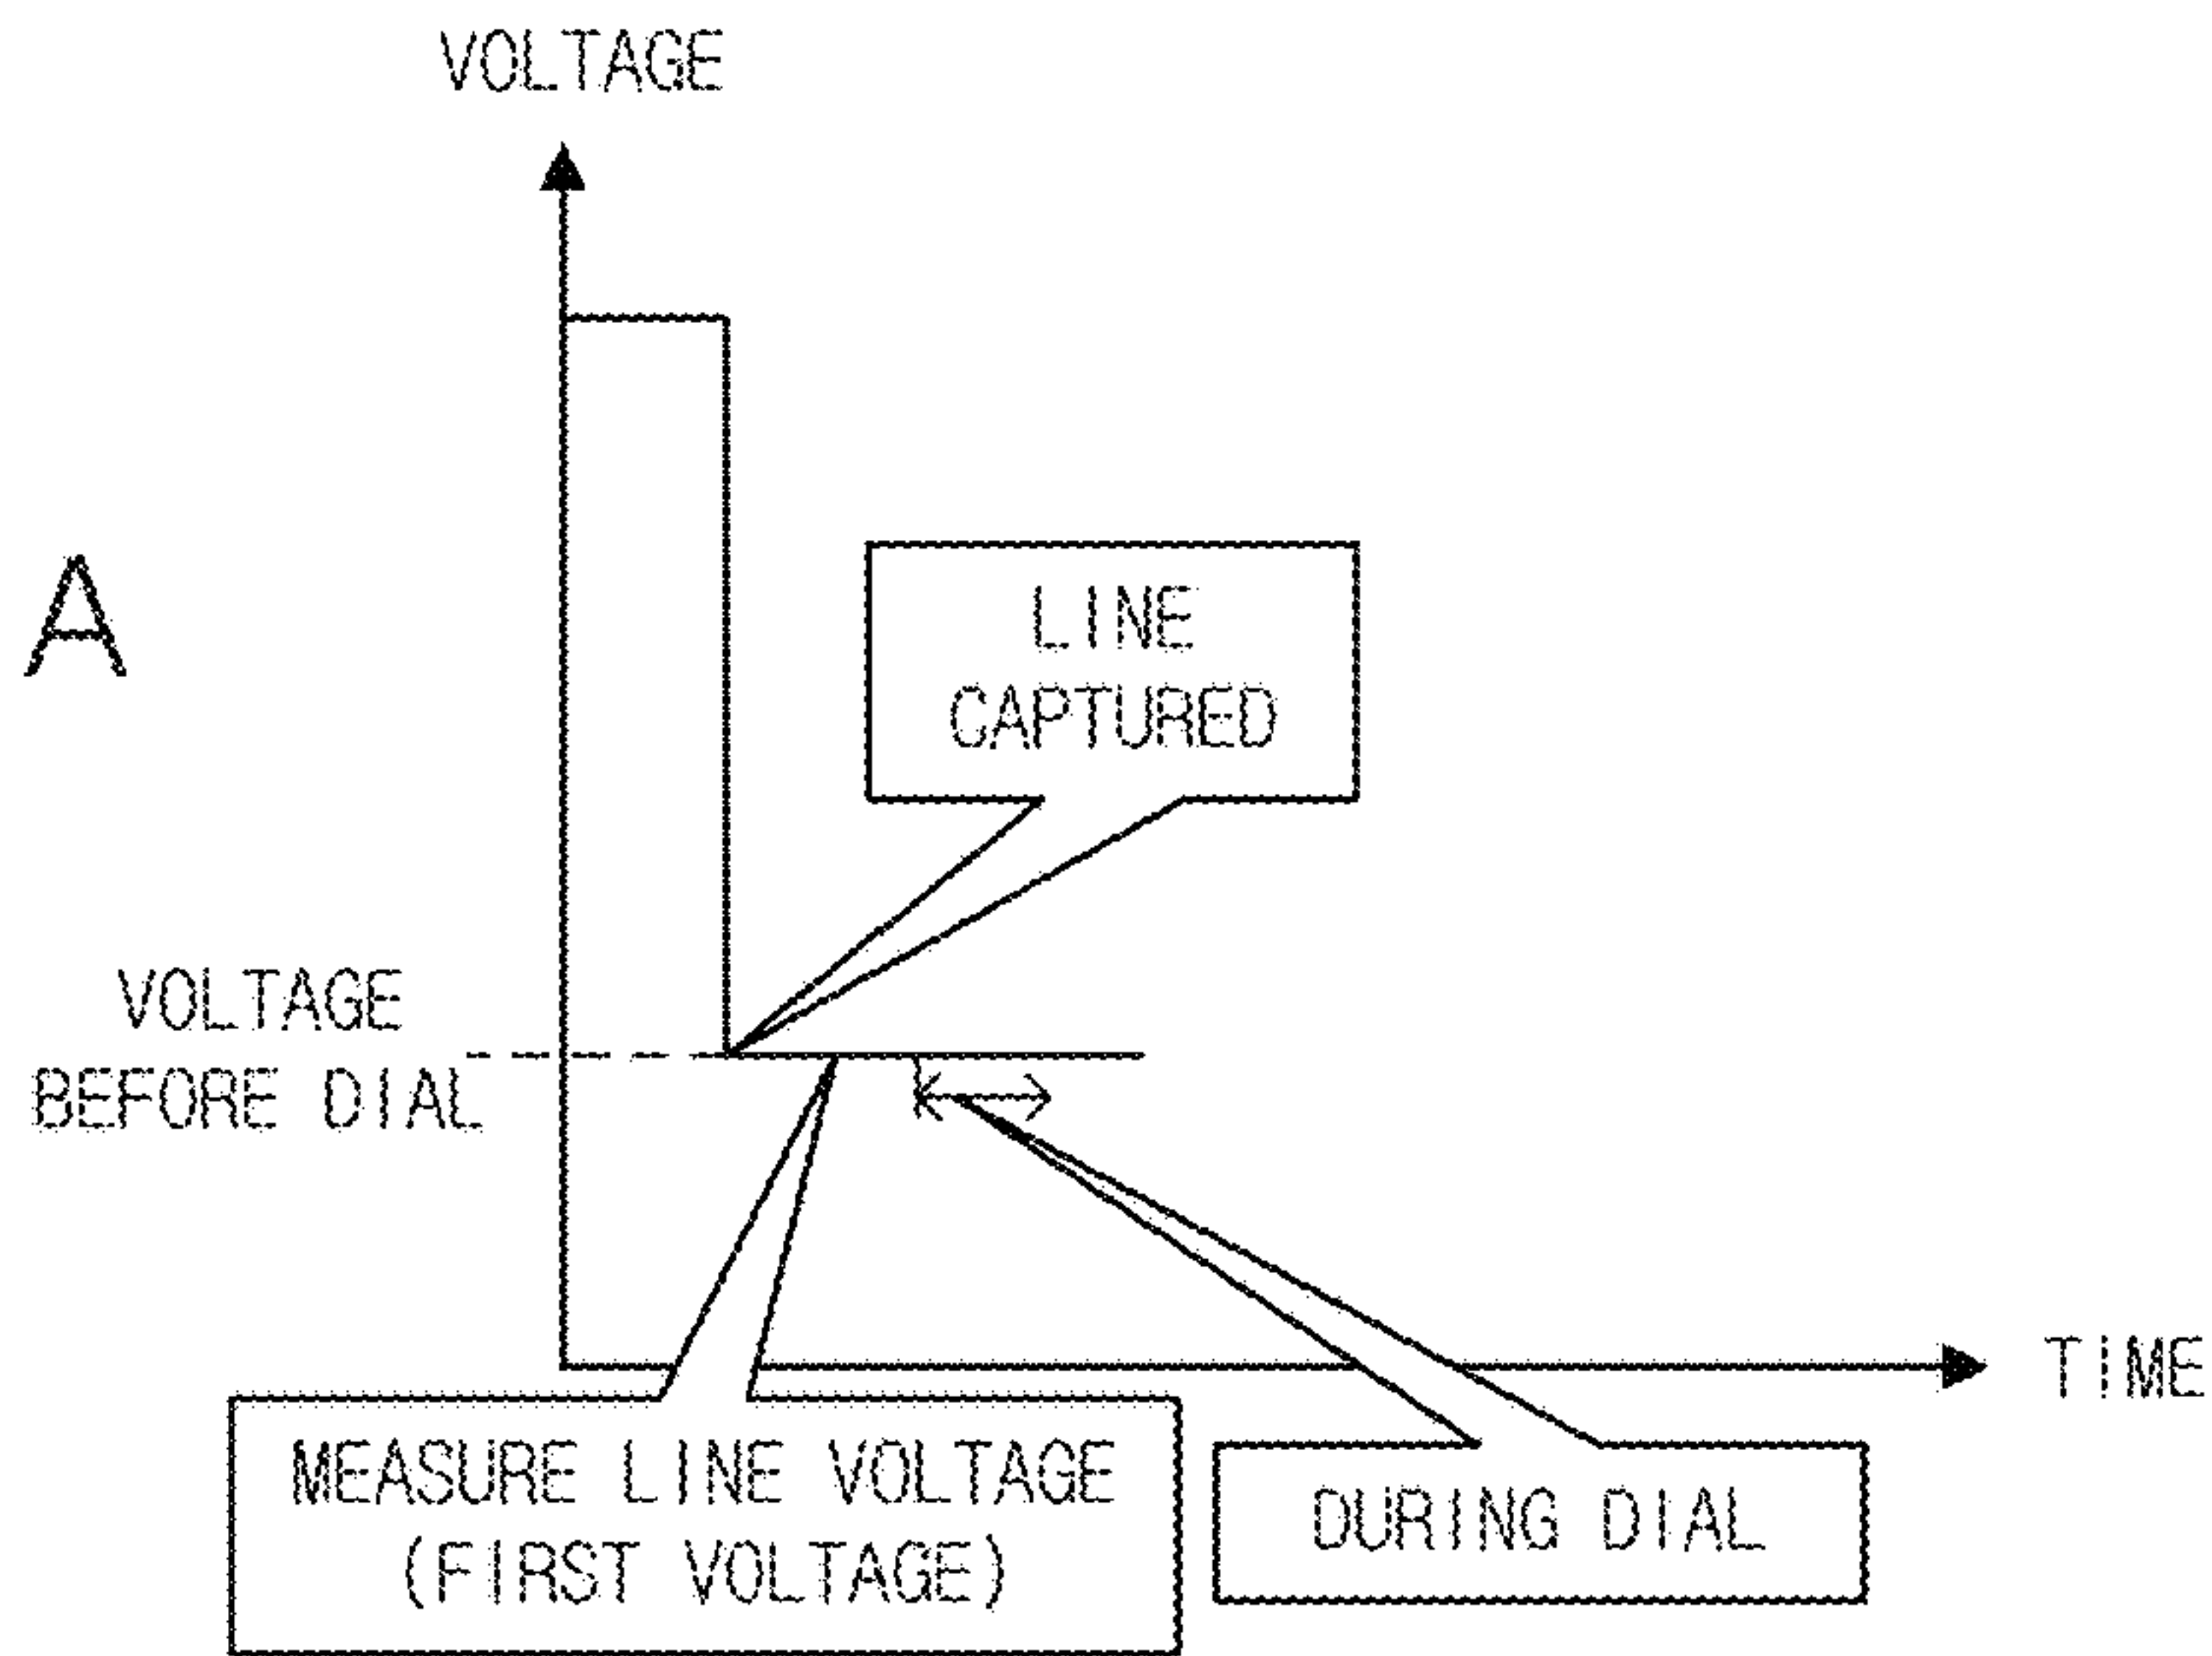 VOLTAGE
A
LINE
CAPTURED
VOLTAGE
BEFORE DIAL
TIME
MEASURE LINE VOLTAGE
(FIRST VOLTAGE)
DURING DIAL